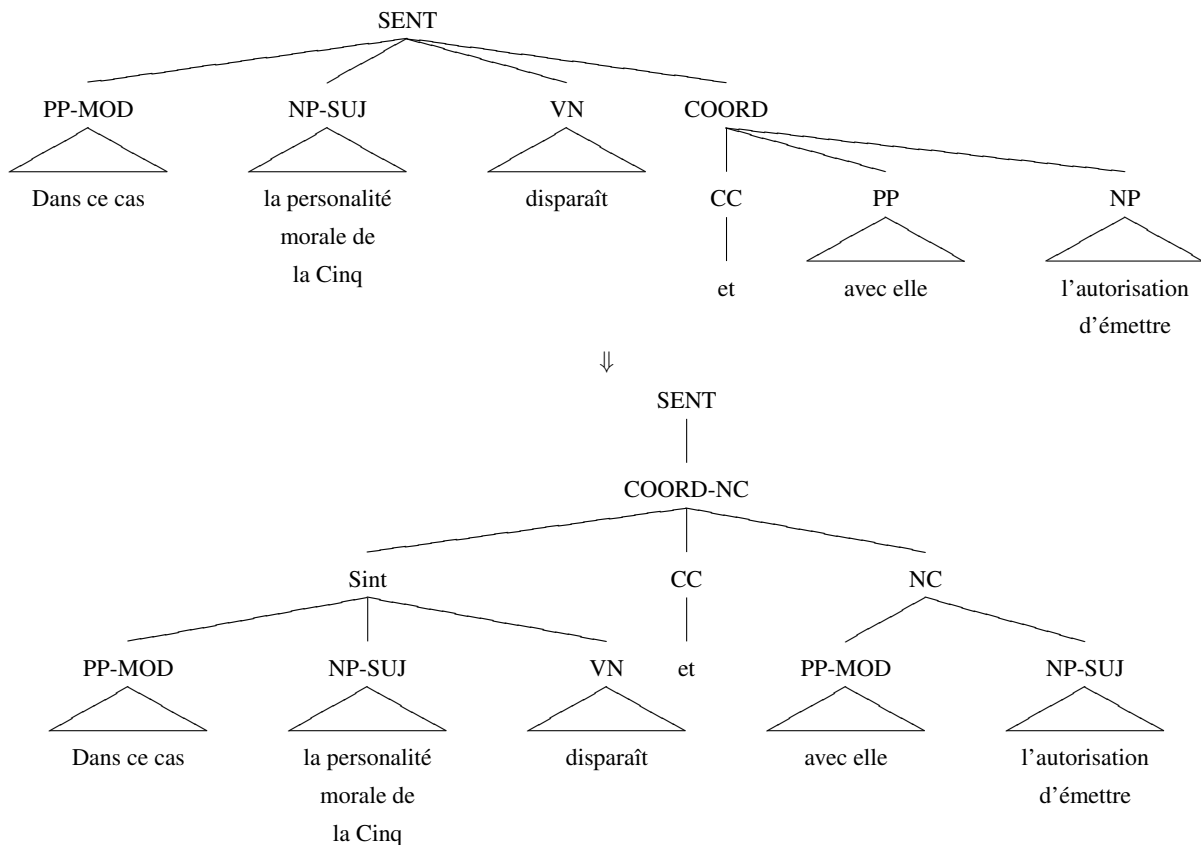 SENT
PP-MOD NP-SUJ VN COORD
Dans ce cas la personalité disparaît CC PP NP
morale de
la Cinq et avec elle l'autorisation
d'émettre
⇓
SENT
COORD-NC
Sint CC NC
PP-MOD NP-SUJ VN et PP-MOD NP-SUJ
Dans ce cas la personalité disparaît avec elle l'autorisation
morale de d'émettre
la Cinq